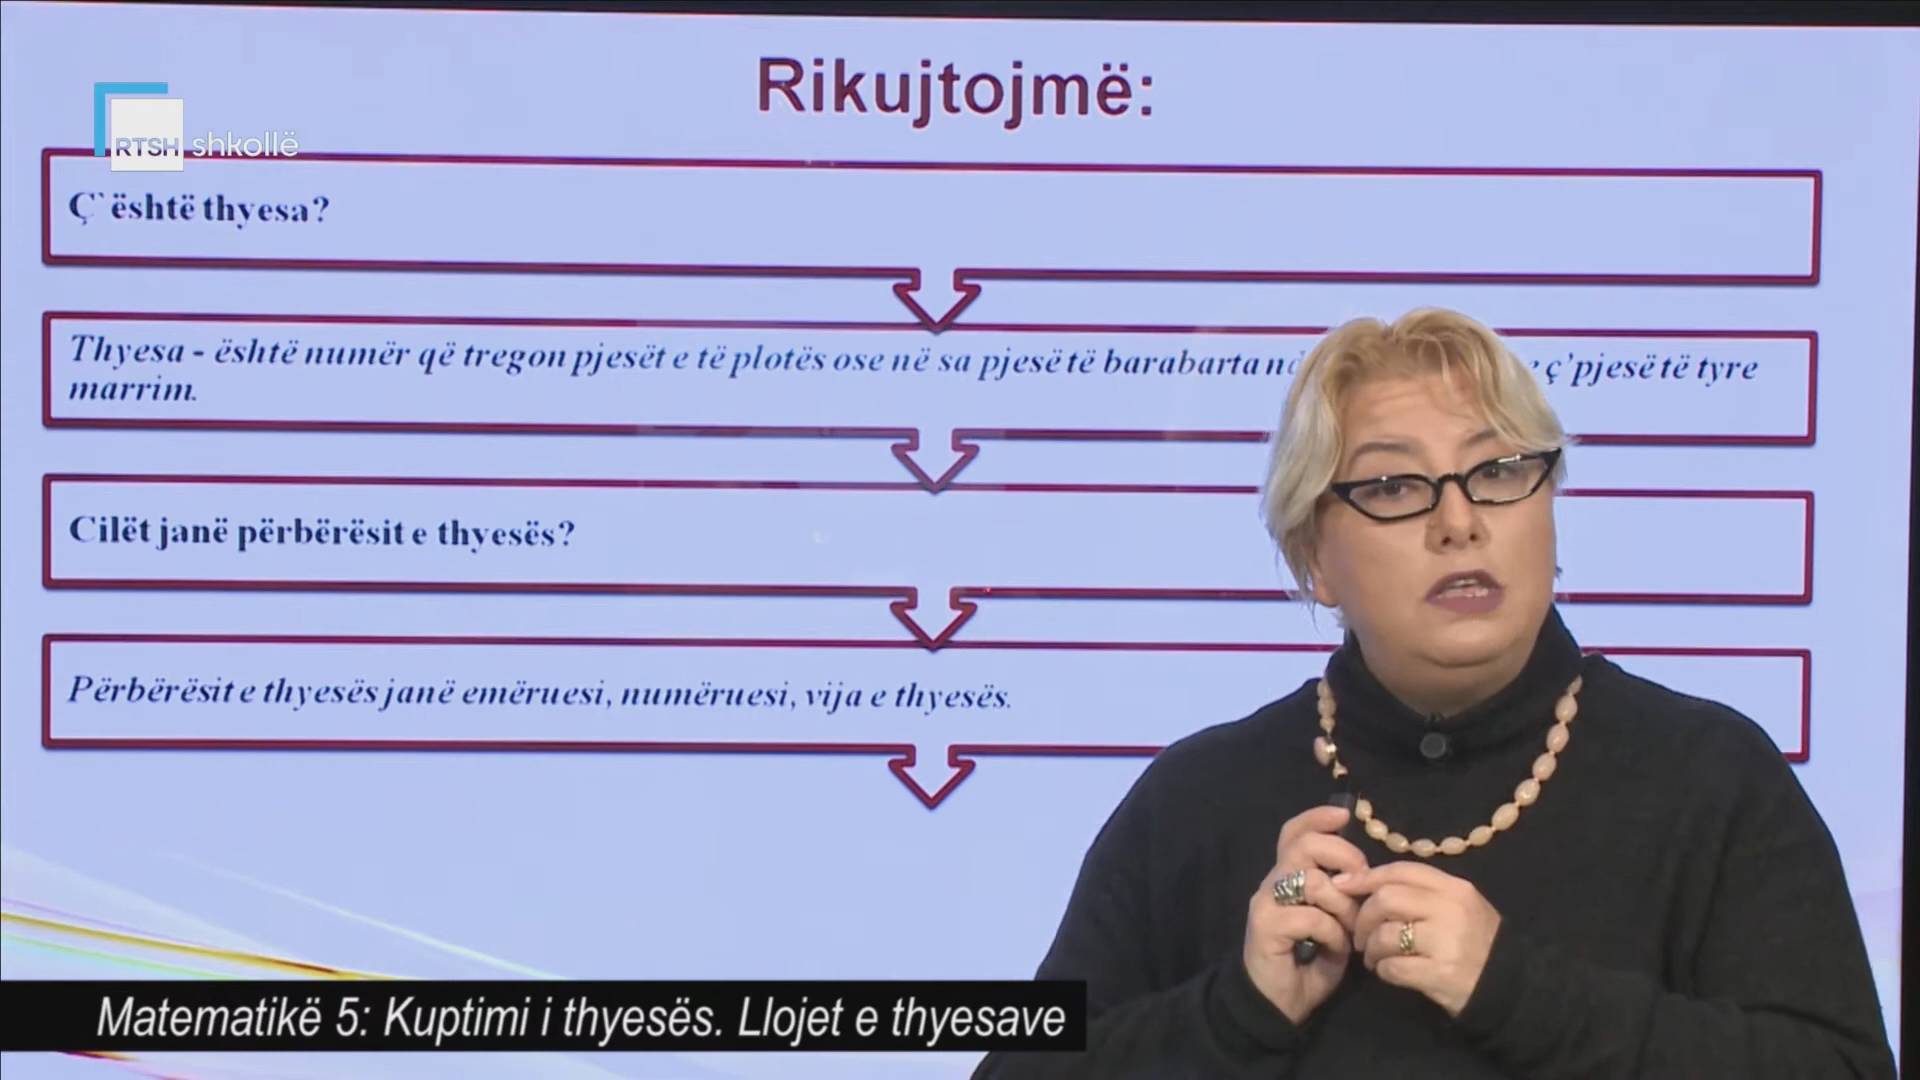 Rikujtojmë:
RTSH shkollë
Ç`është thyesa?
Thyesa - është numër që tregon pjesët e të plotës ose në sa pjesë të barabarta ç’pjesë të tyre
marrim.
Cilët janë përbërësit e thyesës?
Përbërësit e thyesës janë emëruesi, numëruesi, vija e thyesës.
Matematikë 5: Kuptimi i thyesës. Llojet e thyesave